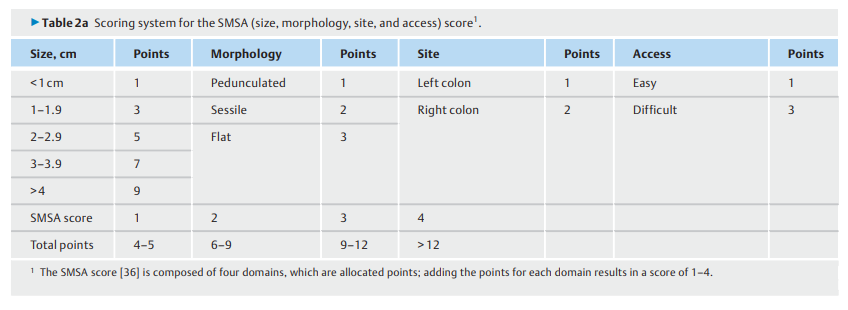 ▶ Table 2a Scoring system for the SMSA (size, morphology, site, and access) score¹.
Size, cm Points Morphology Points Site Points Access Points
<1 cm 1 Pedunculated 1 Left colon 1 Easy 1
1–1.9 3 Sessile 2 Right colon 2 Difficult 3
2–2.9 5 Flat 3
3–3.9 7
>4 9
SMSA score 1 2 3 4
Total points 4–5 6–9 9–12 >12
¹ The SMSA score [36] is composed of four domains, which are allocated points; adding the points for each domain results in a score of 1–4.